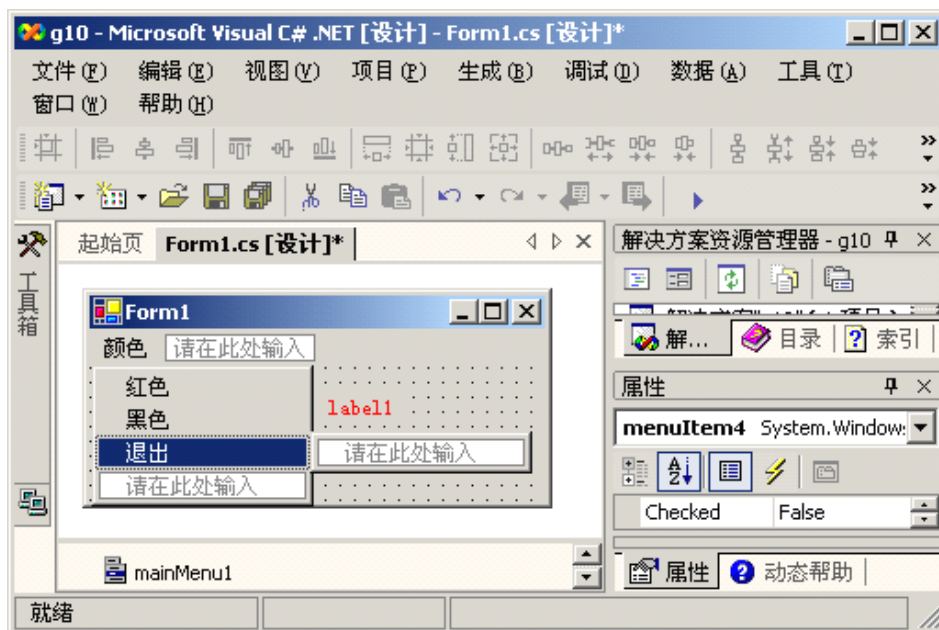 g10 - Microsoft Visual C# .NET [设计] - Form1.cs [设计]*
文件(F) 编辑(E) 视图(V) 项目(P) 生成(B) 调试(D) 数据(A) 工具(T)
窗口(W) 帮助(H)
起始页 Form1.cs [设计]*
解决方案资源管理器 - g10
工具箱
Form1
颜色 请在此处输入
红色
黑色
label1
退出 请在此处输入
请在此处输入
mainMenu1
解... 目录 索引
属性
menuItem4 System.Window
Checked False
属性 动态帮助
就绪